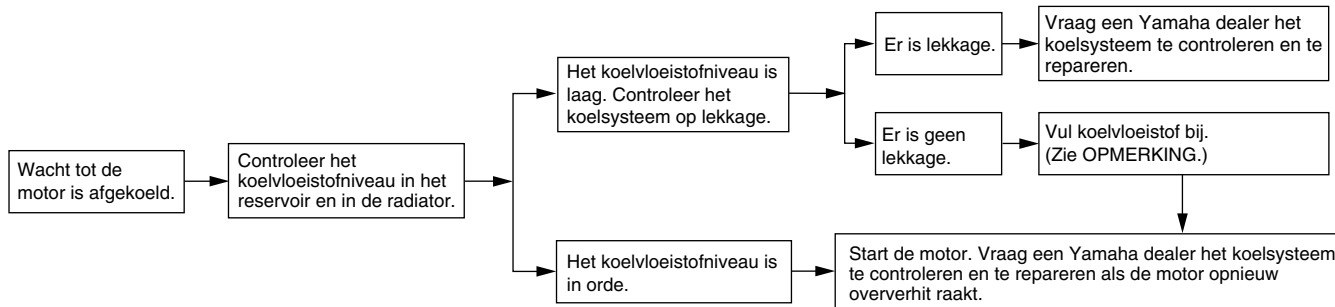 Wacht tot de
motor is afgekoeld.
Controleer het
koelvloeistofniveau in het
reservoir en in de radiator.
Het koelvloeistofniveau is
laag. Controleer het
koelsysteem op lekkage.
Er is lekkage.
Vraag een Yamaha dealer het
koelsysteem te controleren en te
repareren.
Er is geen
lekkage.
Vul koelvloeistof bij.
(Zie OPMERKING.)
Het koelvloeistofniveau is
in orde.
Start de motor. Vraag een Yamaha dealer het koelsysteem
te controleren en te repareren als de motor opnieuw
oververhit raakt.